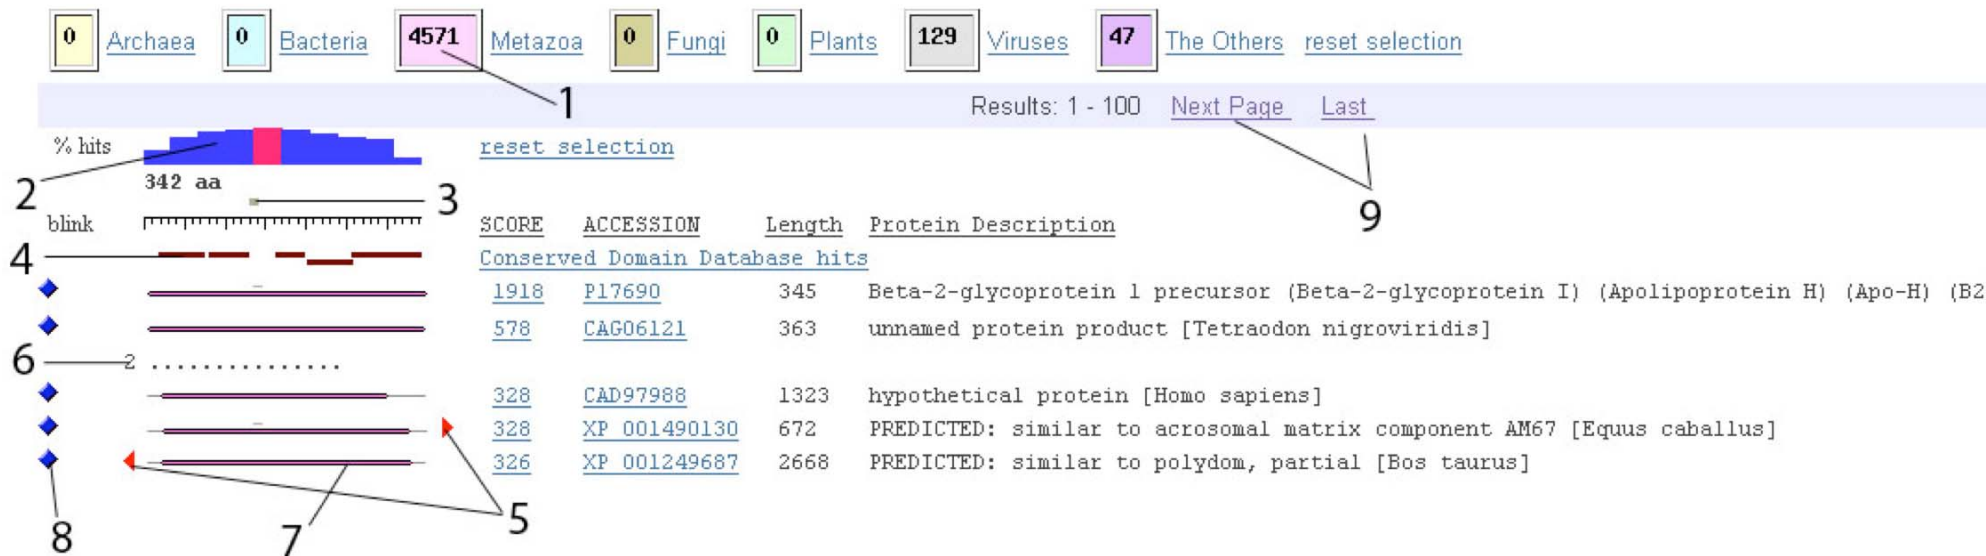 0 Archaea 0 Bacteria 4571 Metazoa 0 Fungi 0 Plants 129 Viruses 47 The Others reset selection
1
Results: 1 - 100 Next Page Last
% hits reset selection
2
342 aa
3
9
blink SCORE ACCESSION Length Protein Description
4 Conserved Domain Database hits
1918 P17690 345 Beta-2-glycoprotein 1 precursor (Beta-2-glycoprotein I) (Apolipoprotein H) (Apo-H) (B2
578 CAG06121 363 unnamed protein product [Tetraodon nigroviridis]
6 2 ...............
328 CAD97988 1323 hypothetical protein [Homo sapiens]
328 XP 001490130 672 PREDICTED: similar to acrosomal matrix component AM67 [Equus caballus]
326 XP 001249687 2668 PREDICTED: similar to polydom, partial [Bos taurus]
5
8 7